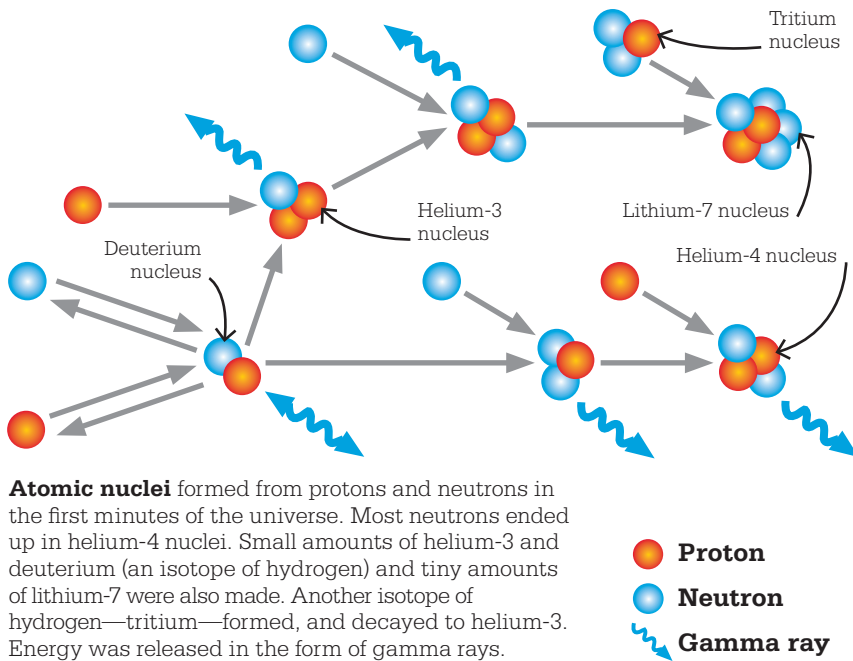 Tritium
nucleus
Helium-3
nucleus
Lithium-7 nucleus
Deuterium
nucleus
Helium-4 nucleus
Atomic nuclei formed from protons and neutrons in
the first minutes of the universe. Most neutrons ended
up in helium-4 nuclei. Small amounts of helium-3 and
deuterium (an isotope of hydrogen) and tiny amounts
of lithium-7 were also made. Another isotope of
hydrogen—tritium—formed, and decayed to helium-3.
Energy was released in the form of gamma rays.
Proton
Neutron
Gamma ray